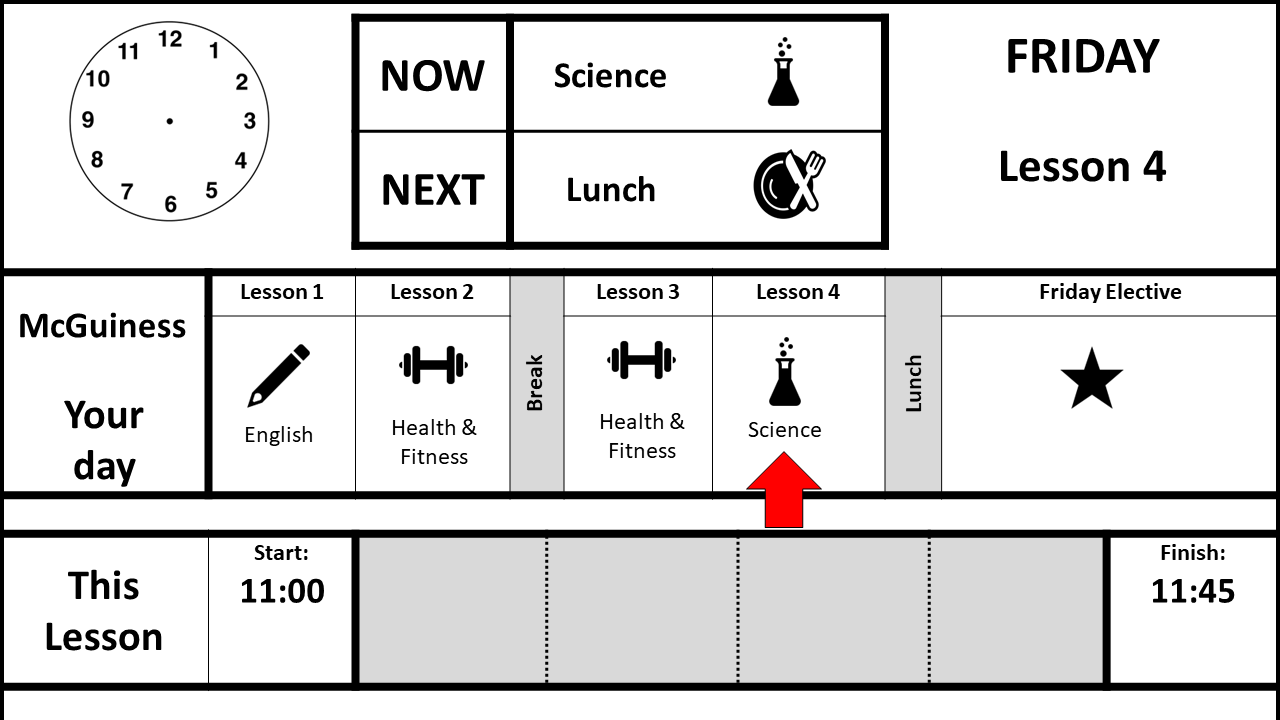 12
11
1
10
2
9
3
8
4
7
5
6
NOW
Science
NEXT
Lunch
FRIDAY
Lesson 4
McGuiness
Your
day
Lesson 1
English
Lesson 2
Health &
Fitness
Break
Lesson 3
Health &
Fitness
Lesson 4
Science
Lunch
Friday Elective
This
Lesson
Start:
11:00
Finish:
11:45